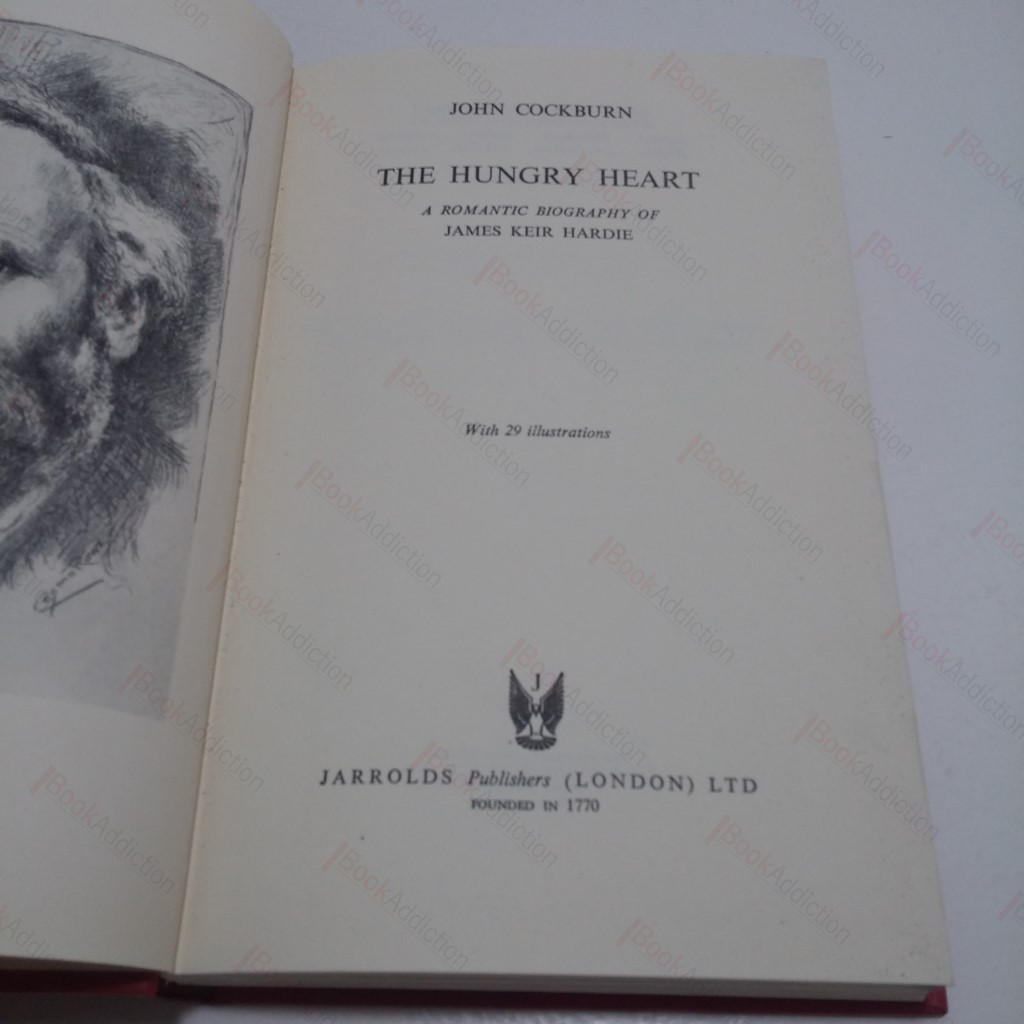 JOHN COCKBURN
THE HUNGRY HEART
A ROMANTIC BIOGRAPHY OF
JAMES KEIR HARDIE
With 29 illustrations
J
JARROLDS Publishers (LONDON) LTD
FOUNDED IN 1770
BookAddiction